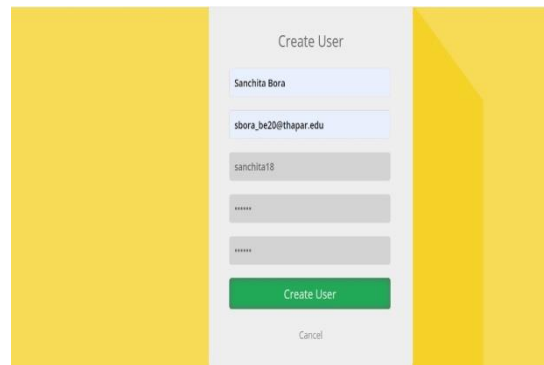 Create User
Sanchita Bora
sbora_be20@thapar.edu
sanchita18
••••••
••••••
Create User
Cancel